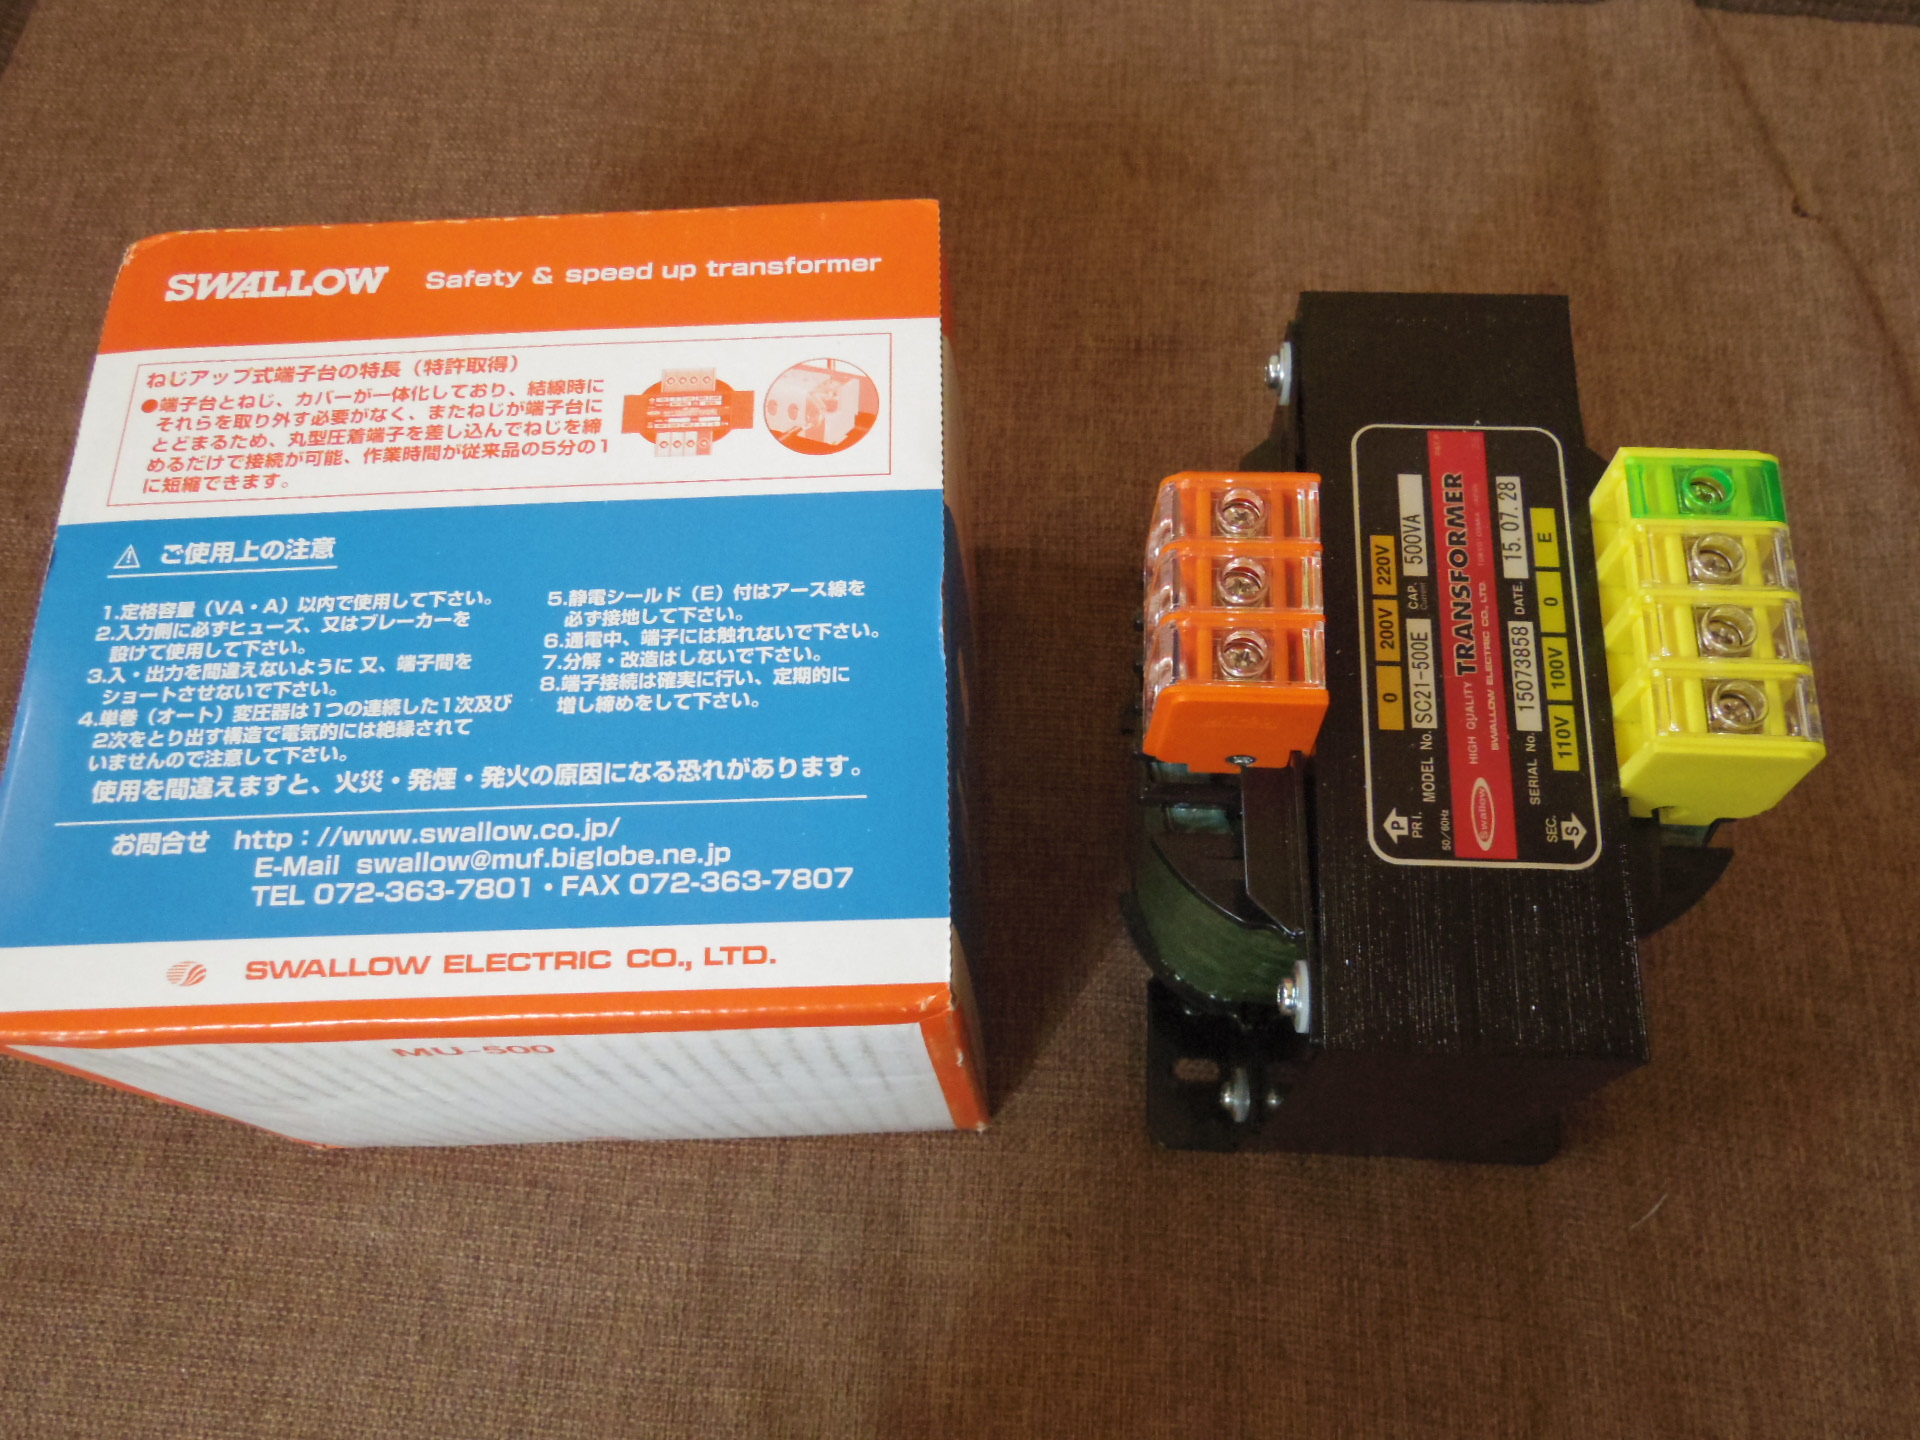 SWALLOW Safety & speed up transformer
ねじアップ式端子台の特長（特許取得）
●端子台とねじ、カバーが一体化しており、結線時に
それらを取り外す必要がなく、またねじが端子台に
とどまるため、丸型圧着端子を差し込んでねじを締
めるだけで接続が可能、作業時間が従来品の5分の1
に短縮できます。
ご使用上の注意
1.定格容量（VA・A）以内で使用して下さい。
2.入力側に必ずヒューズ、又はブレーカーを
設けて使用して下さい。
3.入・出力を間違えないように 又、端子間を
ショートさせないで下さい。
4.単巻（オート）変圧器は1つの連続した1次及び
2次をとり出す構造で電気的には絶縁されて
いませんので注意して下さい。
5.静電シールド（E）付はアース線を
必ず接地して下さい。
6.通電中、端子には触れないで下さい。
7.分解・改造はしないで下さい。
8.端子接続は確実に行い、定期的に
増し締めをして下さい。
使用を間違えますと、火災・発煙・発火の原因になる恐れがあります。
お問合せ http：//www.swallow.co.jp/
E-Mail swallow@muf.biglobe.ne.jp
TEL 072-363-7801・FAX 072-363-7807
SWALLOW ELECTRIC CO., LTD.
MU-500
P PRI. 0 200V 220V
50/60Hz MODEL No. SC21-500E CAP. Current 500VA
Swallow HIGH QUALITY TRANSFORMER
SWALLOW ELECTRIC CO., LTD.
SERIAL No. 15073858 DATE. 15.07.28
S SEC. 110V 100V 0 E